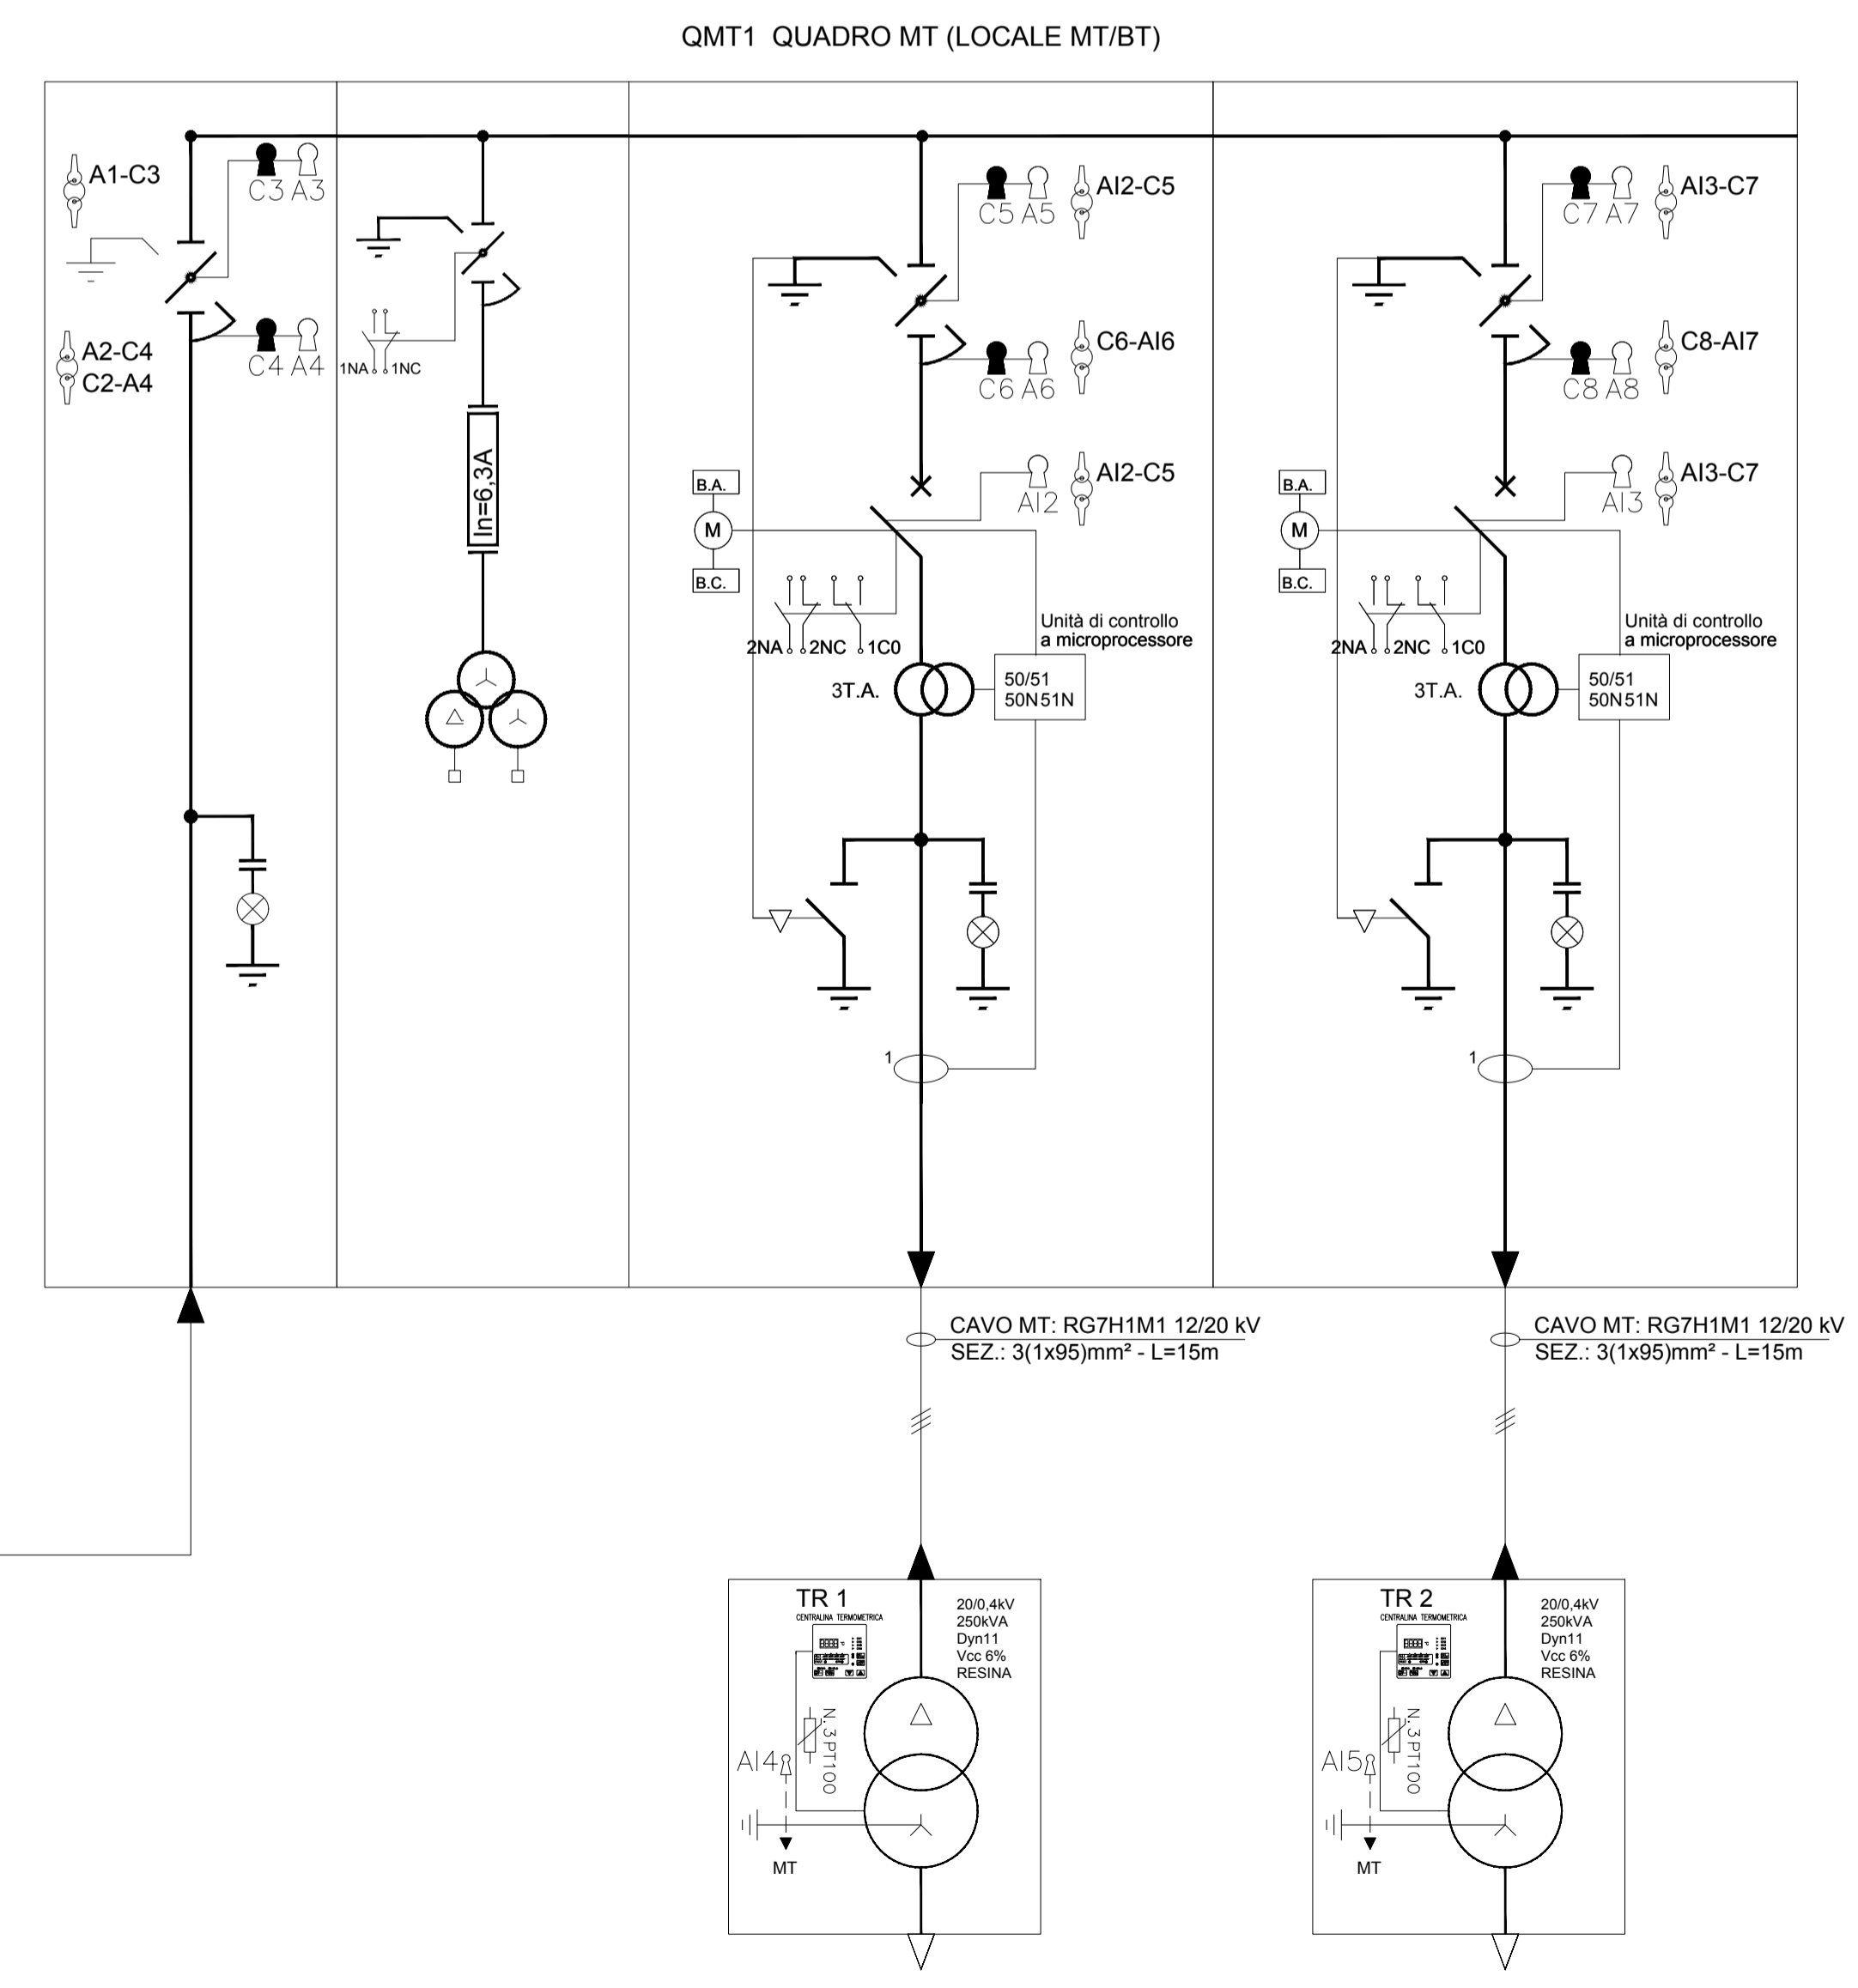 QMT1 QUADRO MT (LOCALE MT/BT)
A1-C3
C3 A3
A2-C4
C2-A4
C4 A4
1NA 1NC
In=6,3A
C5 A5
AI2-C5
C6-AI6
C6 A6
AI2-C5
AI2
B.A.
M
B.C.
2NA 2NC 1C0
Unità di controllo
a microprocessore
3T.A.
50/51
50N51N
1
C7 A7
AI3-C7
C8-AI7
C8 A8
AI3-C7
AI3
B.A.
M
B.C.
2NA 2NC 1C0
Unità di controllo
a microprocessore
3T.A.
50/51
50N51N
1
CAVO MT: RG7H1M1 12/20 kV
SEZ.: 3(1x95)mm² - L=15m
CAVO MT: RG7H1M1 12/20 kV
SEZ.: 3(1x95)mm² - L=15m
TR 1
CENTRALINA TERMOMETRICA
20/0,4kV
250kVA
Dyn11
Vcc 6%
RESINA
N. 3 PT100
AI4
MT
TR 2
CENTRALINA TERMOMETRICA
20/0,4kV
250kVA
Dyn11
Vcc 6%
RESINA
N. 3 PT100
AI5
MT